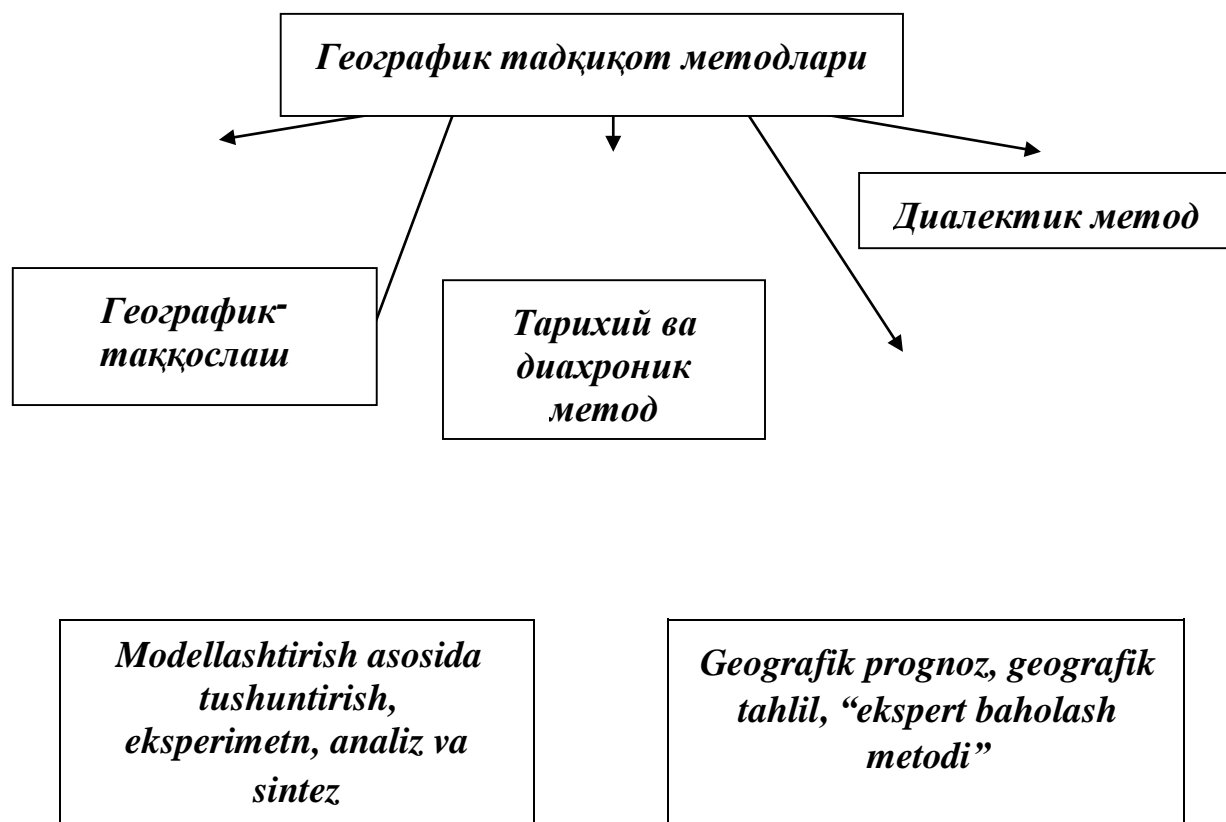 Географик тадқиқот методлари
Диалектик метод
Географик-
таққослаш
Тарихий ва
диахроник
метод
Modellashtirish asosida
tushuntirish,
eksperimetn, analiz va
sintez
Geografik prognoz, geografik
tahlil, “ekspert baholash
metodi”